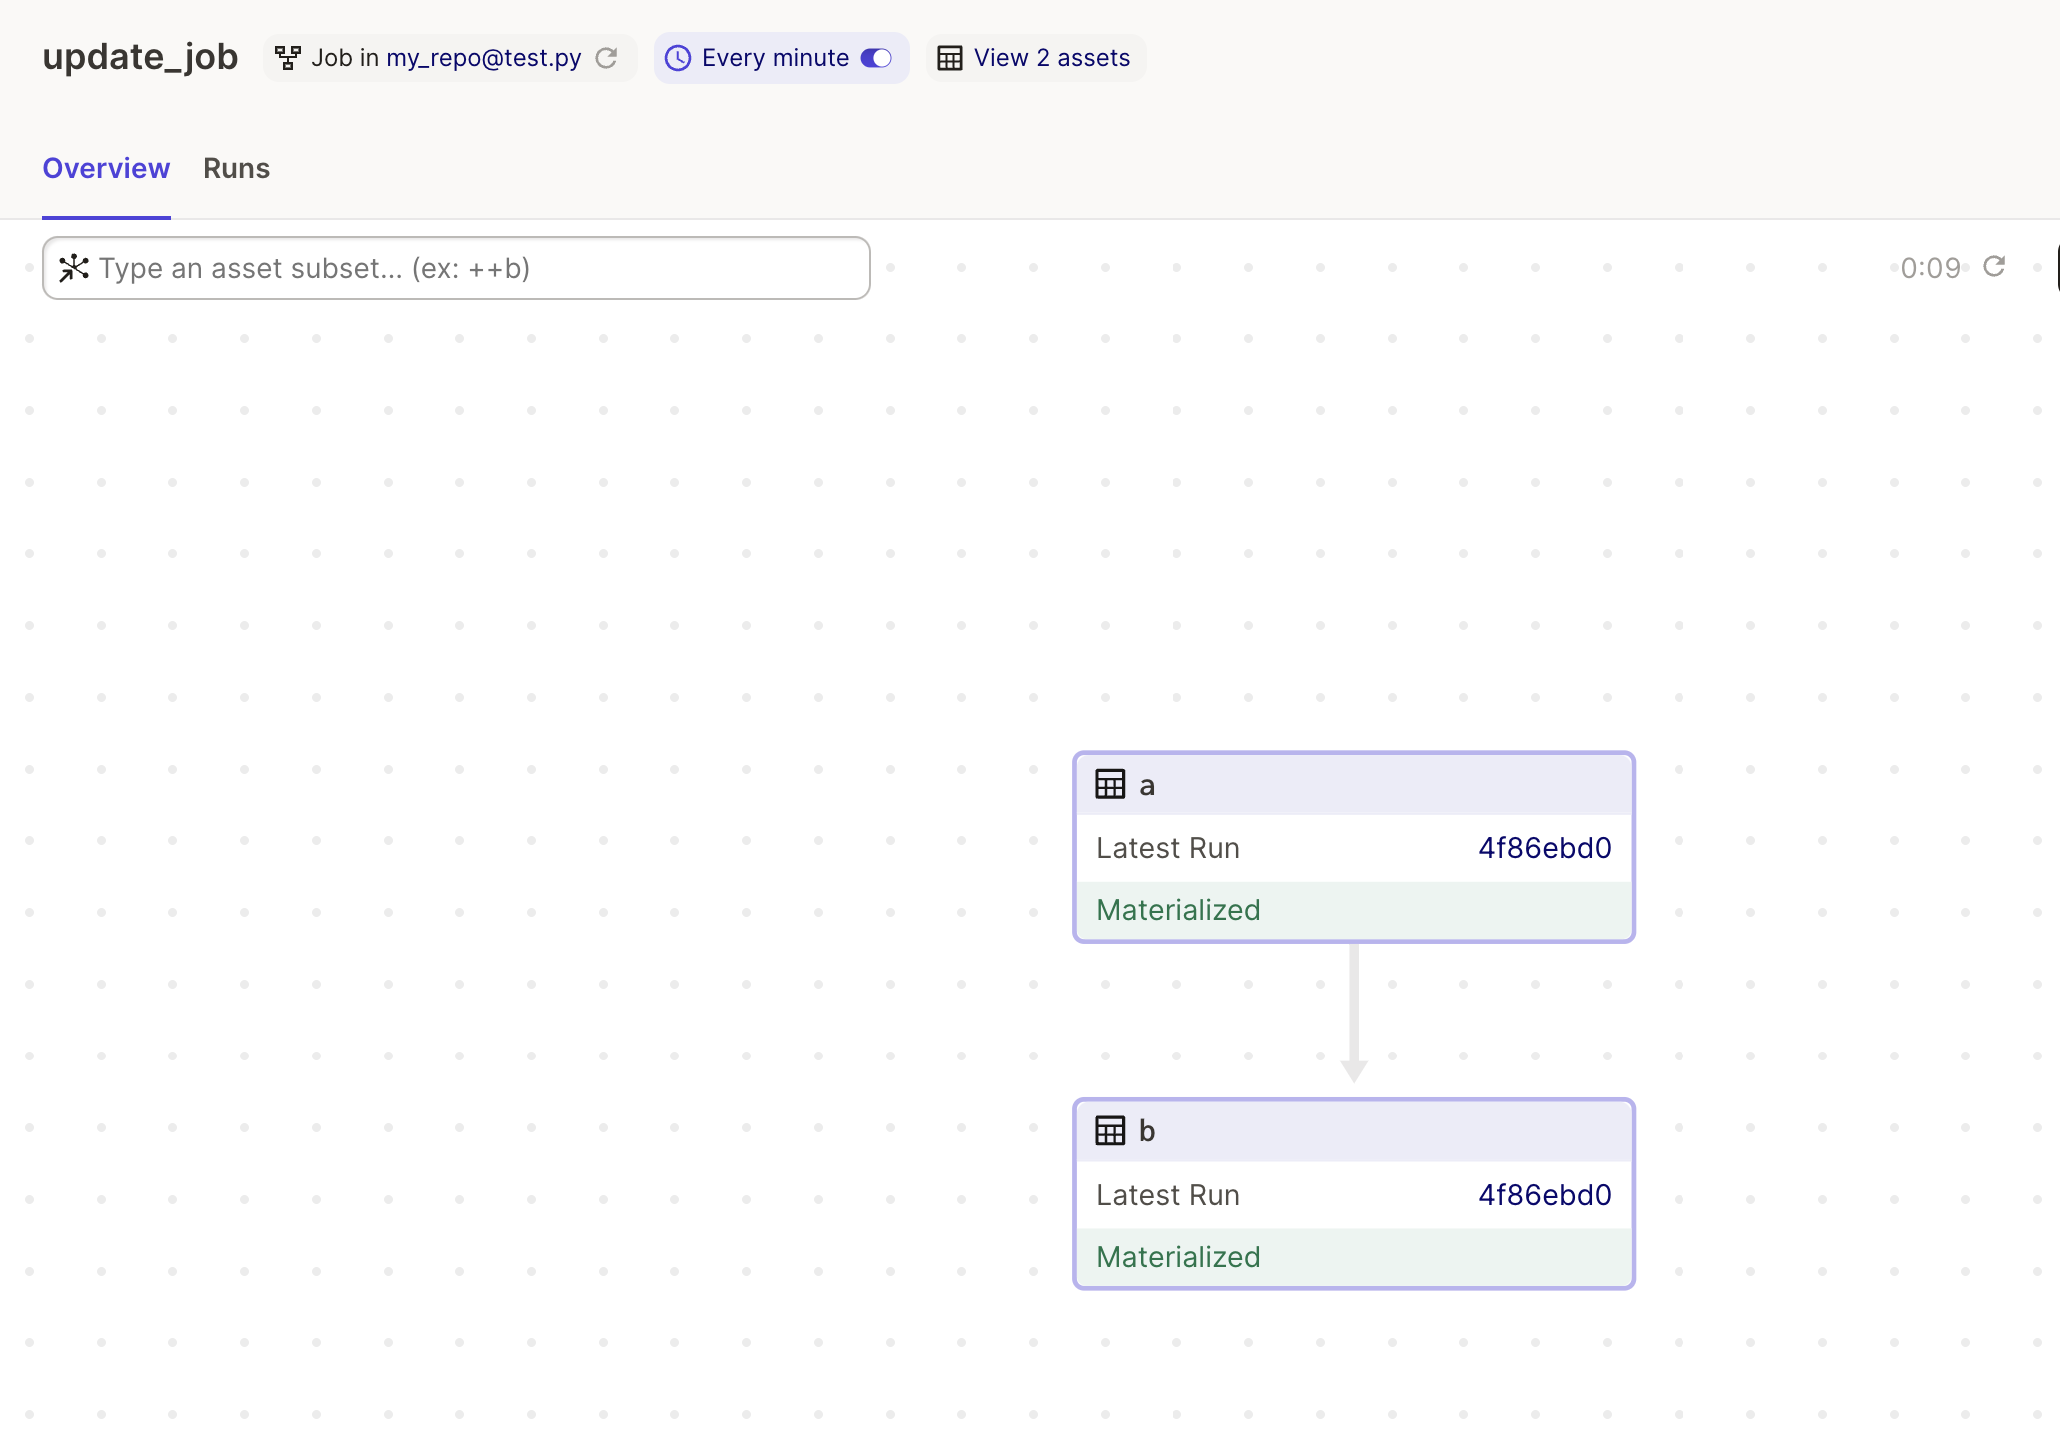 update_job Job in my_repo@test.py Every minute View 2 assets
Overview Runs
Type an asset subset... (ex: ++b) 0:09
a
Latest Run 4f86ebd0
Materialized
b
Latest Run 4f86ebd0
Materialized